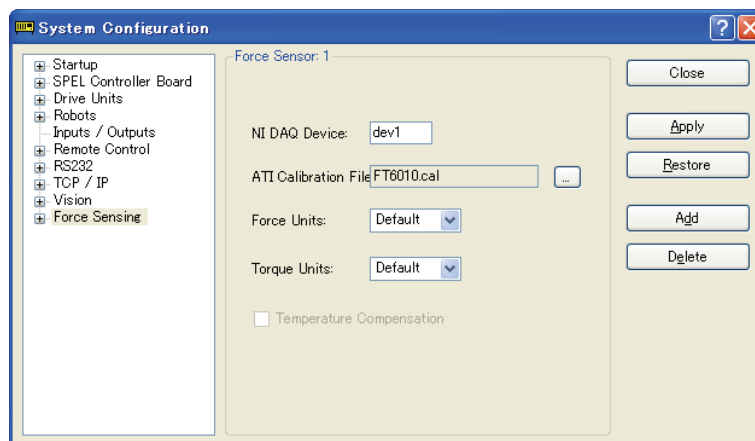 System Configuration
Startup
SPEL Controller Board
Drive Units
Robots
Inputs / Outputs
Remote Control
RS232
TCP / IP
Vision
Force Sensing
Force Sensor: 1
NI DAQ Device: dev1
ATI Calibration File FT6010.cal ...
Force Units: Default
Torque Units: Default
Temperature Compensation
Close
Apply
Restore
Add
Delete